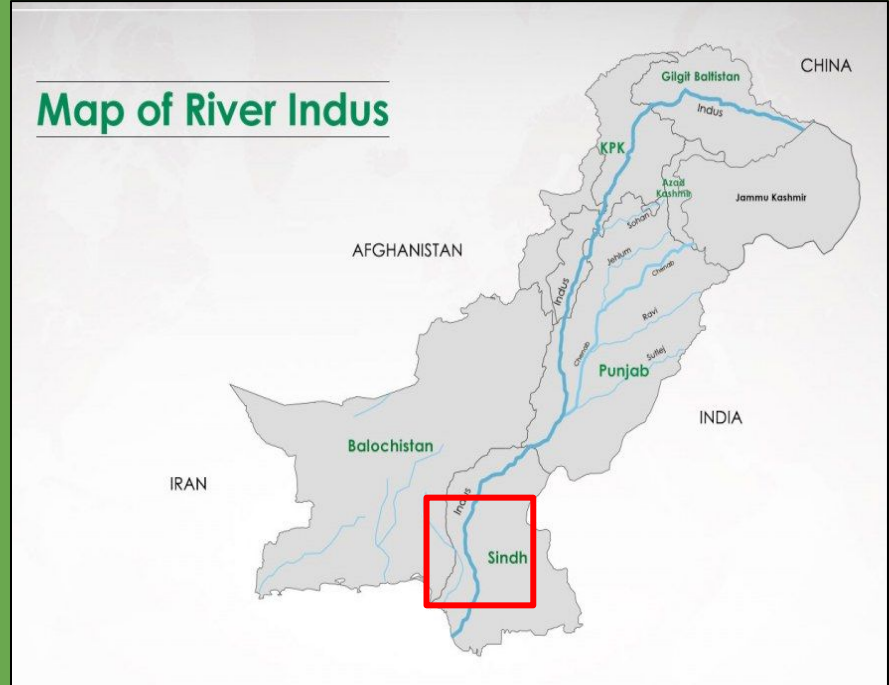 Map of River Indus
CHINA
Gilgit Baltistan
Indus
KPK
Azad
Kashmir
Jammu Kashmir
Sohan
AFGHANISTAN
Jehlum
Chenab
Indus
Ravi
Chenab
Sutlej
Punjab
INDIA
Balochistan
IRAN
Indus
Sindh